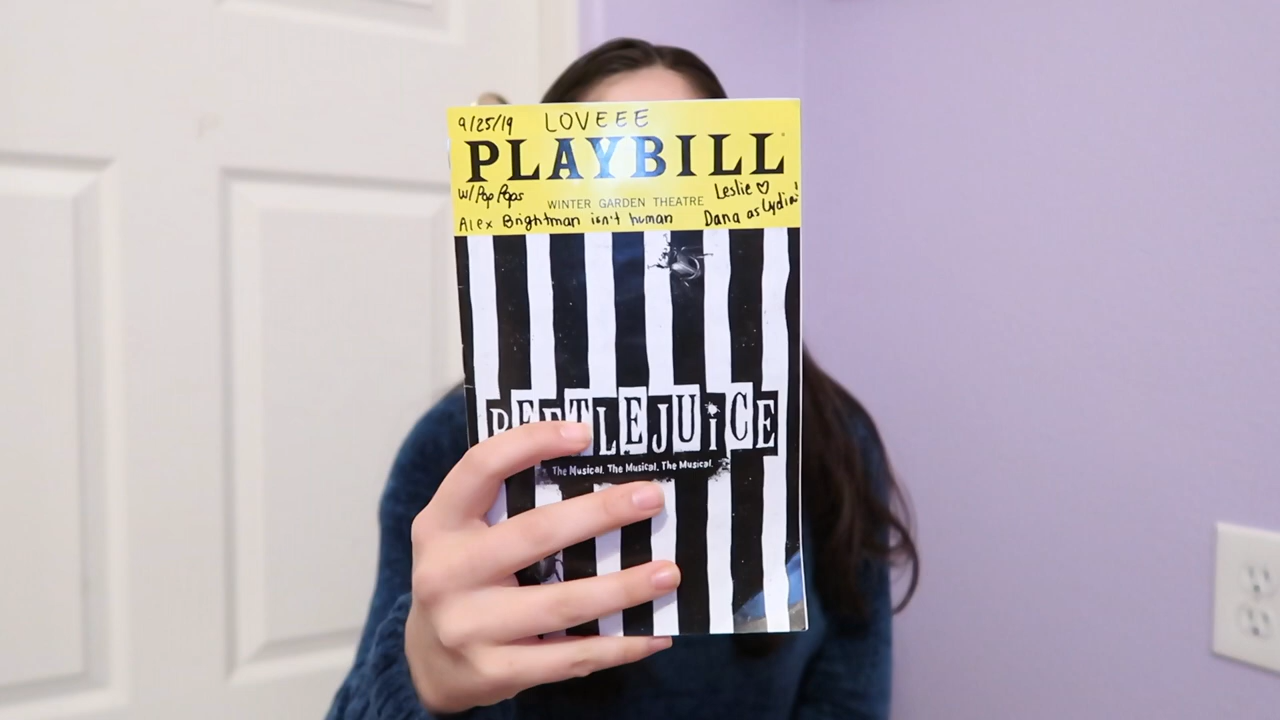 9/25/19 LOVEEE
PLAYBILL
w/ Pop Pops
Leslie ♡
WINTER GARDEN THEATRE
Alex Brightman isn't human
Dana as Lydia!
BEETLEJUiCE
The Musical. The Musical. The Musical.